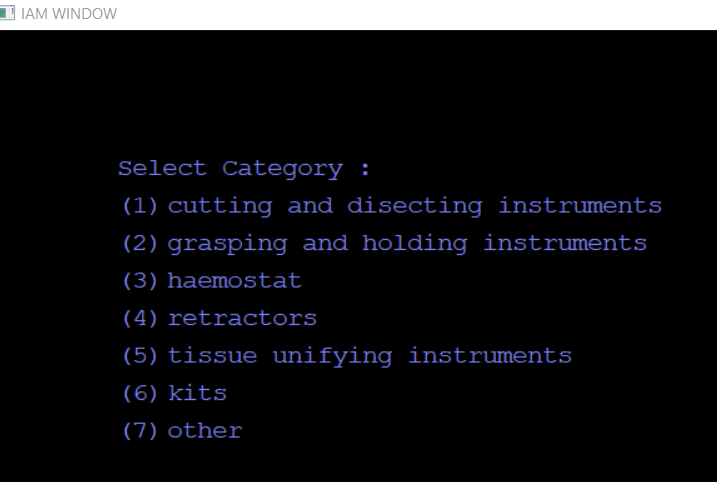 IAM WINDOW
Select Category :
(1) cutting and disecting instruments
(2) grasping and holding instruments
(3) haemostat
(4) retractors
(5) tissue unifying instruments
(6) kits
(7) other